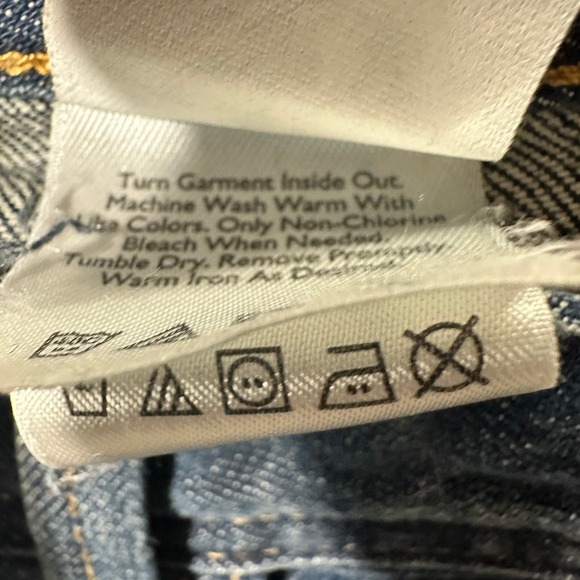 Turn Garment Inside Out.
Machine Wash Warm With
Like Colors. Only Non-Chlorine
Bleach When Needed.
Tumble Dry. Remove Promptly.
Warm Iron As Desired.